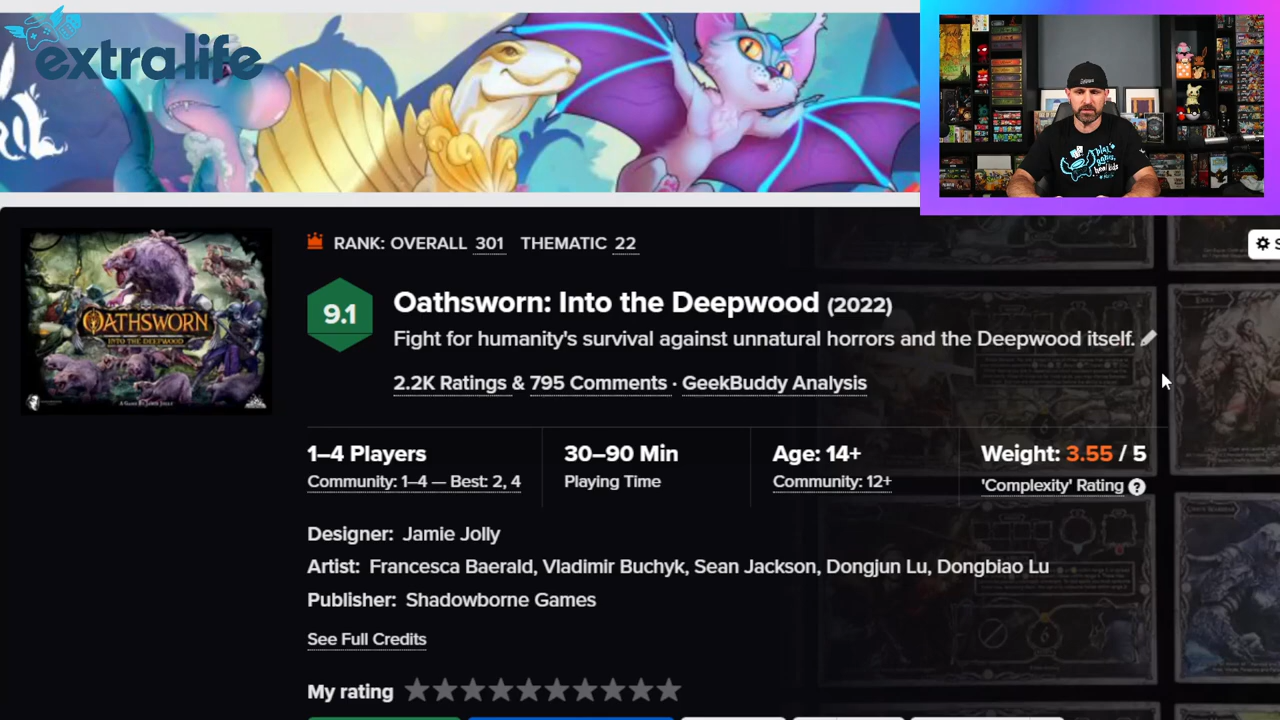 extralife
RANK: OVERALL 301 THEMATIC 22
9.1
Oathsworn: Into the Deepwood (2022)
Fight for humanity's survival against unnatural horrors and the Deepwood itself.
2.2K Ratings & 795 Comments · GeekBuddy Analysis
OATHSWORN
INTO THE DEEPWOOD
1–4 Players
Community: 1–4 — Best: 2, 4
30–90 Min
Playing Time
Age: 14+
Community: 12+
Weight: 3.55 / 5
'Complexity' Rating ?
Designer: Jamie Jolly
Artist: Francesca Baerald, Vladimir Buchyk, Sean Jackson, Dongjun Lu, Dongbiao Lu
Publisher: Shadowborne Games
See Full Credits
My rating